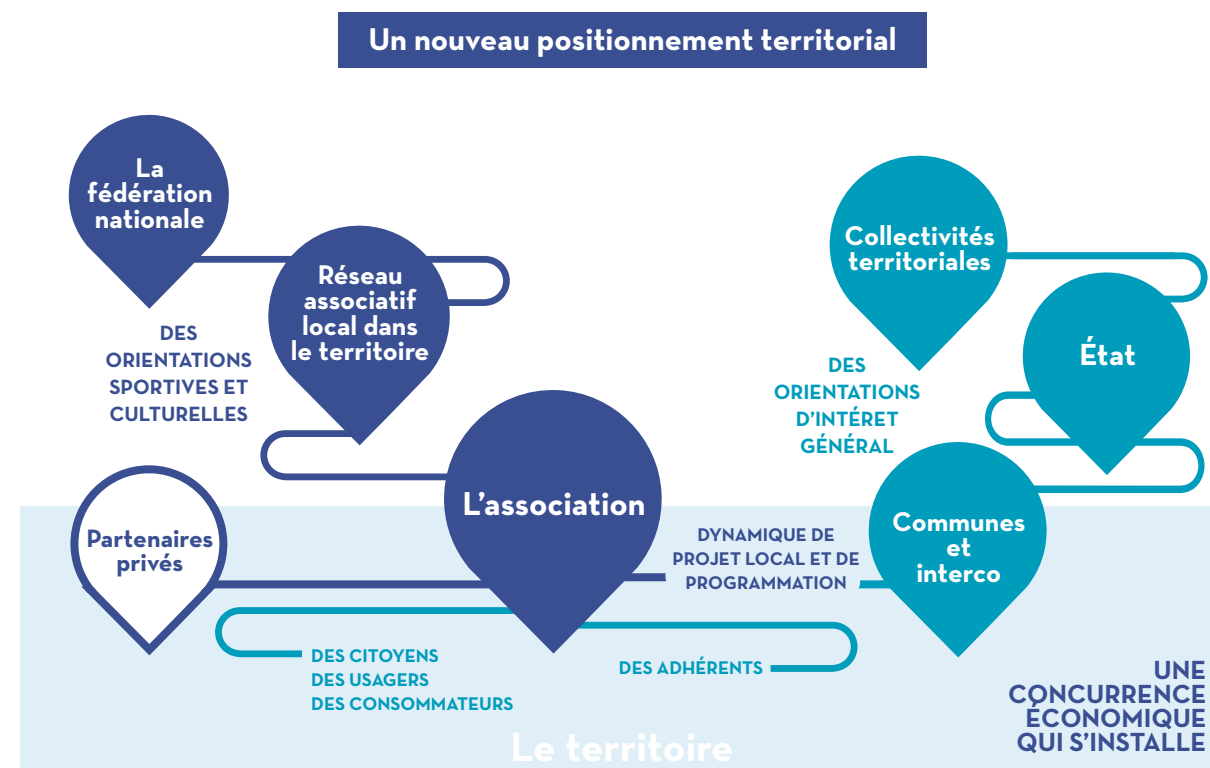 Un nouveau positionnement territorial
La
fédération
nationale
Réseau
associatif
local dans
le territoire
DES
ORIENTATIONS
SPORTIVES ET
CULTURELLES
Collectivités
territoriales
État
DES
ORIENTATIONS
D'INTÉRET
GÉNÉRAL
Partenaires
privés
L'association
DYNAMIQUE DE
PROJET LOCAL ET DE
PROGRAMMATION
Communes
et
interco
DES CITOYENS
DES USAGERS
DES CONSOMMATEURS
DES ADHÉRENTS
UNE
CONCURRENCE
ÉCONOMIQUE
QUI S'INSTALLE
Le territoire